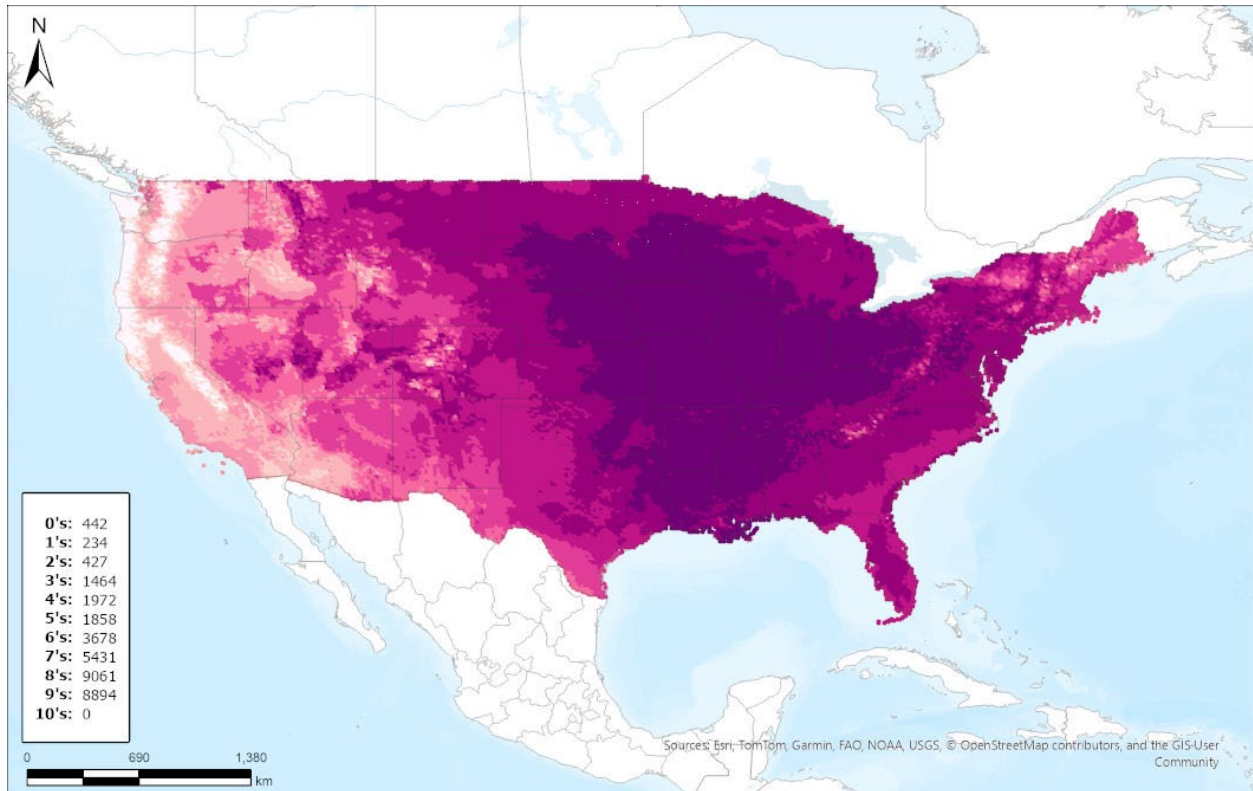 N
0's: 442
1's: 234
2's: 427
3's: 1464
4's: 1972
5's: 1858
6's: 3678
7's: 5431
8's: 9061
9's: 8894
10's: 0
0 690 1,380
km
Sources: Esri, TomTom, Garmin, FAO, NOAA, USGS, © OpenStreetMap contributors, and the GIS User
Community